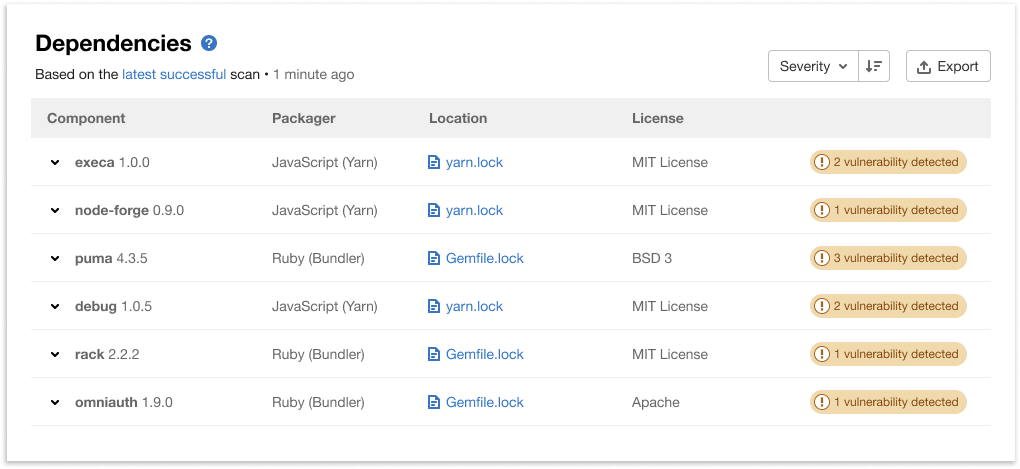 Dependencies ?
Based on the latest successful scan • 1 minute ago
Severity
Export
Component Packager Location License
execa 1.0.0 JavaScript (Yarn) yarn.lock MIT License 2 vulnerability detected
node-forge 0.9.0 JavaScript (Yarn) yarn.lock MIT License 1 vulnerability detected
puma 4.3.5 Ruby (Bundler) Gemfile.lock BSD 3 3 vulnerability detected
debug 1.0.5 JavaScript (Yarn) yarn.lock MIT License 2 vulnerability detected
rack 2.2.2 Ruby (Bundler) Gemfile.lock MIT License 1 vulnerability detected
omniauth 1.9.0 Ruby (Bundler) Gemfile.lock Apache 1 vulnerability detected